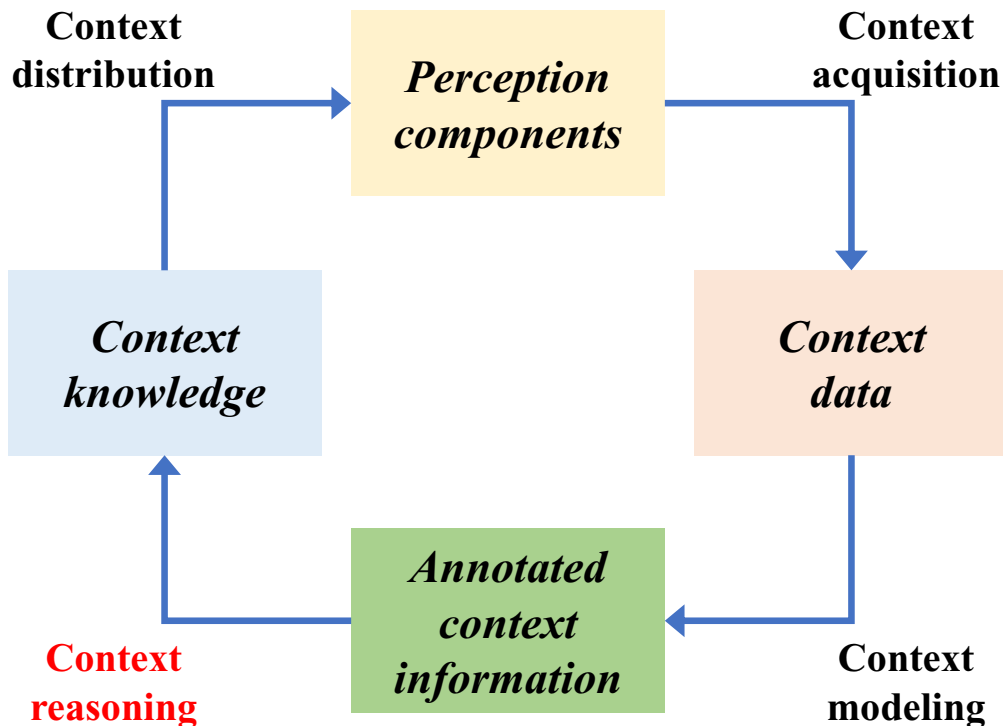 Context
distribution
Perception
components
Context
acquisition
Context
knowledge
Context
data
Annotated
context
information
Context
reasoning
Context
modeling